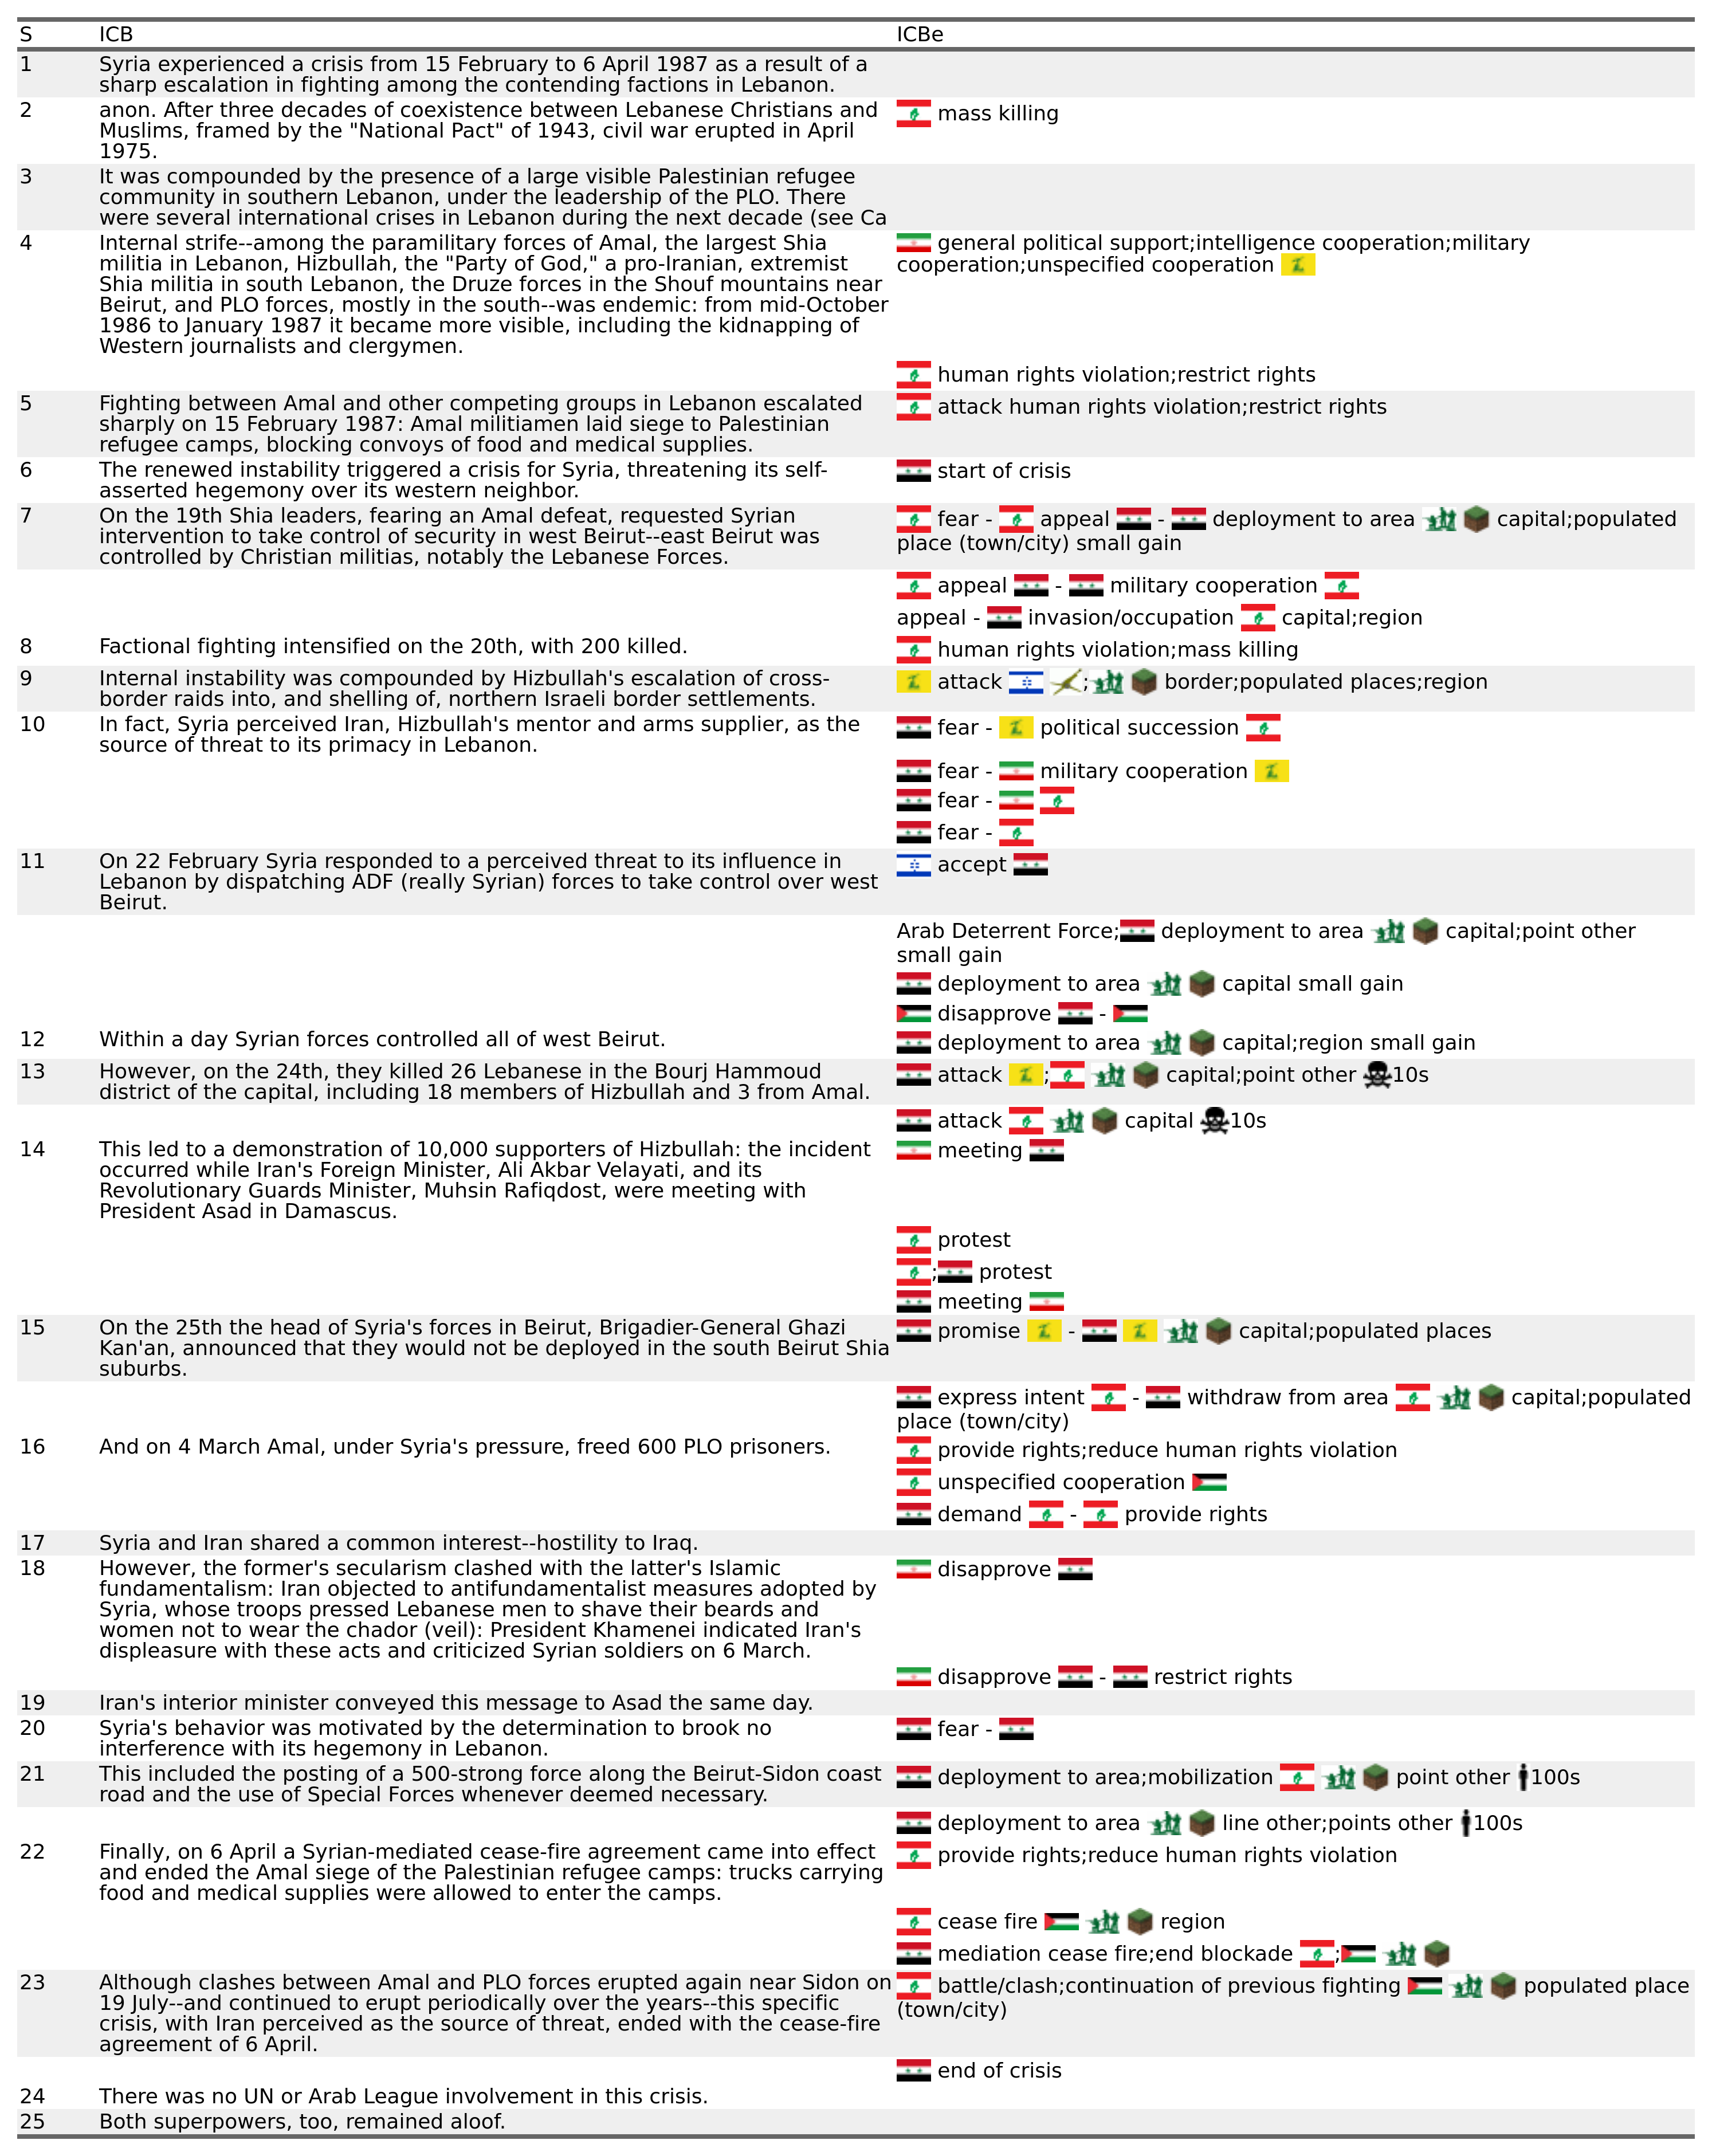 S ICB ICBe
1 Syria experienced a crisis from 15 February to 6 April 1987 as a result of a
sharp escalation in fighting among the contending factions in Lebanon.
2 anon. After three decades of coexistence between Lebanese Christians and
Muslims, framed by the "National Pact" of 1943, civil war erupted in April
1975.
mass killing
3 It was compounded by the presence of a large visible Palestinian refugee
community in southern Lebanon, under the leadership of the PLO. There
were several international crises in Lebanon during the next decade (see Ca
4 Internal strife--among the paramilitary forces of Amal, the largest Shia
militia in Lebanon, Hizbullah, the "Party of God," a pro-Iranian, extremist
Shia militia in south Lebanon, the Druze forces in the Shouf mountains near
Beirut, and PLO forces, mostly in the south--was endemic: from mid-October
1986 to January 1987 it became more visible, including the kidnapping of
Western journalists and clergymen.
general political support;intelligence cooperation;military
cooperation;unspecified cooperation
human rights violation;restrict rights
5 Fighting between Amal and other competing groups in Lebanon escalated
sharply on 15 February 1987: Amal militiamen laid siege to Palestinian
refugee camps, blocking convoys of food and medical supplies.
attack human rights violation;restrict rights
6 The renewed instability triggered a crisis for Syria, threatening its self-
asserted hegemony over its western neighbor.
start of crisis
7 On the 19th Shia leaders, fearing an Amal defeat, requested Syrian
intervention to take control of security in west Beirut--east Beirut was
controlled by Christian militias, notably the Lebanese Forces.
fear - appeal - deployment to area capital;populated
place (town/city) small gain
appeal - military cooperation
appeal - invasion/occupation capital;region
8 Factional fighting intensified on the 20th, with 200 killed.
human rights violation;mass killing
9 Internal instability was compounded by Hizbullah's escalation of cross-
border raids into, and shelling of, northern Israeli border settlements.
attack ; border;populated places;region
10 In fact, Syria perceived Iran, Hizbullah's mentor and arms supplier, as the
source of threat to its primacy in Lebanon.
fear - political succession
fear - military cooperation
fear -
fear -
11 On 22 February Syria responded to a perceived threat to its influence in
Lebanon by dispatching ADF (really Syrian) forces to take control over west
Beirut.
accept
Arab Deterrent Force; deployment to area capital;point other
small gain
deployment to area capital small gain
disapprove -
12 Within a day Syrian forces controlled all of west Beirut.
deployment to area capital;region small gain
13 However, on the 24th, they killed 26 Lebanese in the Bourj Hammoud
district of the capital, including 18 members of Hizbullah and 3 from Amal.
attack ; capital;point other 10s
attack capital 10s
14 This led to a demonstration of 10,000 supporters of Hizbullah: the incident
occurred while Iran's Foreign Minister, Ali Akbar Velayati, and its
Revolutionary Guards Minister, Muhsin Rafiqdost, were meeting with
President Asad in Damascus.
meeting
protest
; protest
meeting
15 On the 25th the head of Syria's forces in Beirut, Brigadier-General Ghazi
Kan'an, announced that they would not be deployed in the south Beirut Shia
suburbs.
promise - capital;populated places
express intent - withdraw from area capital;populated
place (town/city)
16 And on 4 March Amal, under Syria's pressure, freed 600 PLO prisoners.
provide rights;reduce human rights violation
unspecified cooperation
demand - provide rights
17 Syria and Iran shared a common interest--hostility to Iraq.
18 However, the former's secularism clashed with the latter's Islamic
fundamentalism: Iran objected to antifundamentalist measures adopted by
Syria, whose troops pressed Lebanese men to shave their beards and
women not to wear the chador (veil): President Khamenei indicated Iran's
displeasure with these acts and criticized Syrian soldiers on 6 March.
disapprove
disapprove - restrict rights
19 Iran's interior minister conveyed this message to Asad the same day.
20 Syria's behavior was motivated by the determination to brook no
interference with its hegemony in Lebanon.
fear -
21 This included the posting of a 500-strong force along the Beirut-Sidon coast
road and the use of Special Forces whenever deemed necessary.
deployment to area;mobilization point other 100s
deployment to area line other;points other 100s
22 Finally, on 6 April a Syrian-mediated cease-fire agreement came into effect
and ended the Amal siege of the Palestinian refugee camps: trucks carrying
food and medical supplies were allowed to enter the camps.
provide rights;reduce human rights violation
cease fire region
mediation cease fire;end blockade ;
23 Although clashes between Amal and PLO forces erupted again near Sidon on
19 July--and continued to erupt periodically over the years--this specific
crisis, with Iran perceived as the source of threat, ended with the cease-fire
agreement of 6 April.
battle/clash;continuation of previous fighting populated place
(town/city)
end of crisis
24 There was no UN or Arab League involvement in this crisis.
25 Both superpowers, too, remained aloof.